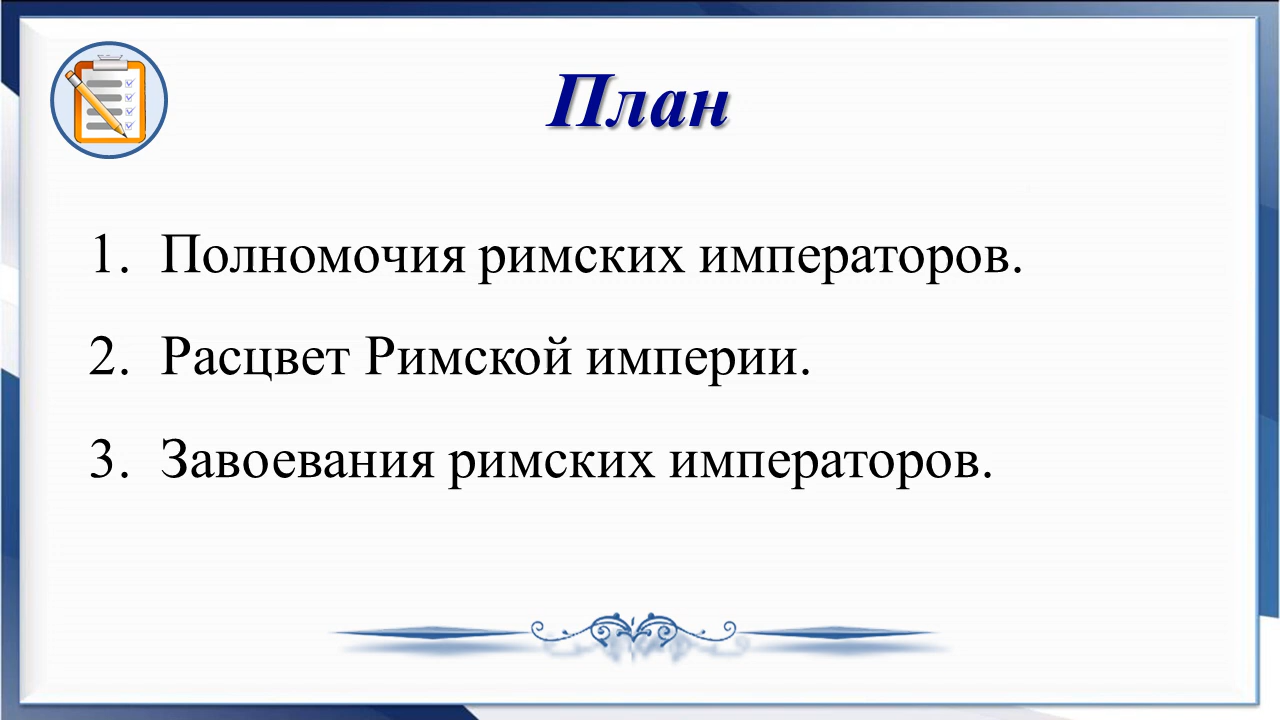 План
1. Полномочия римских императоров.
2. Расцвет Римской империи.
3. Завоевания римских императоров.